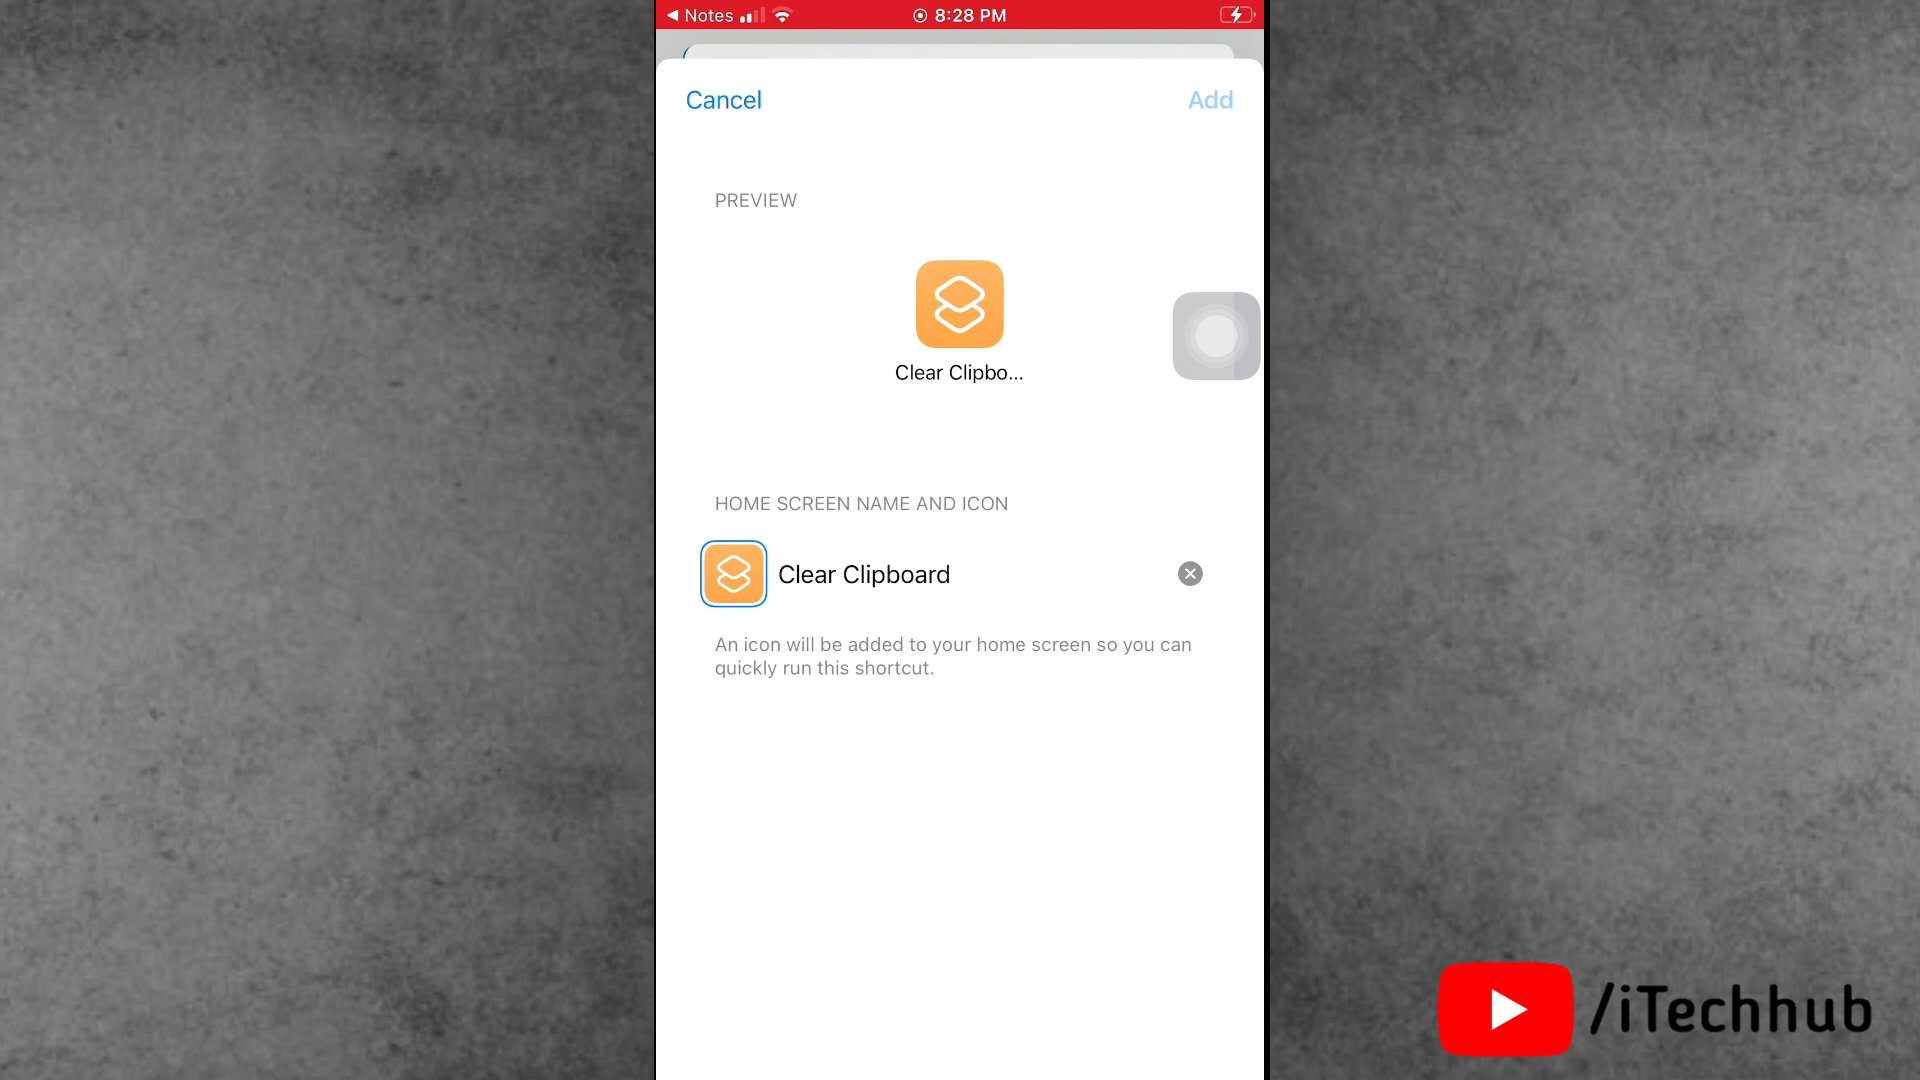 Notes 8:28 PM
Cancel Add
PREVIEW
Clear Clipbo...
HOME SCREEN NAME AND ICON
Clear Clipboard
An icon will be added to your home screen so you can
quickly run this shortcut.
/iTechhub